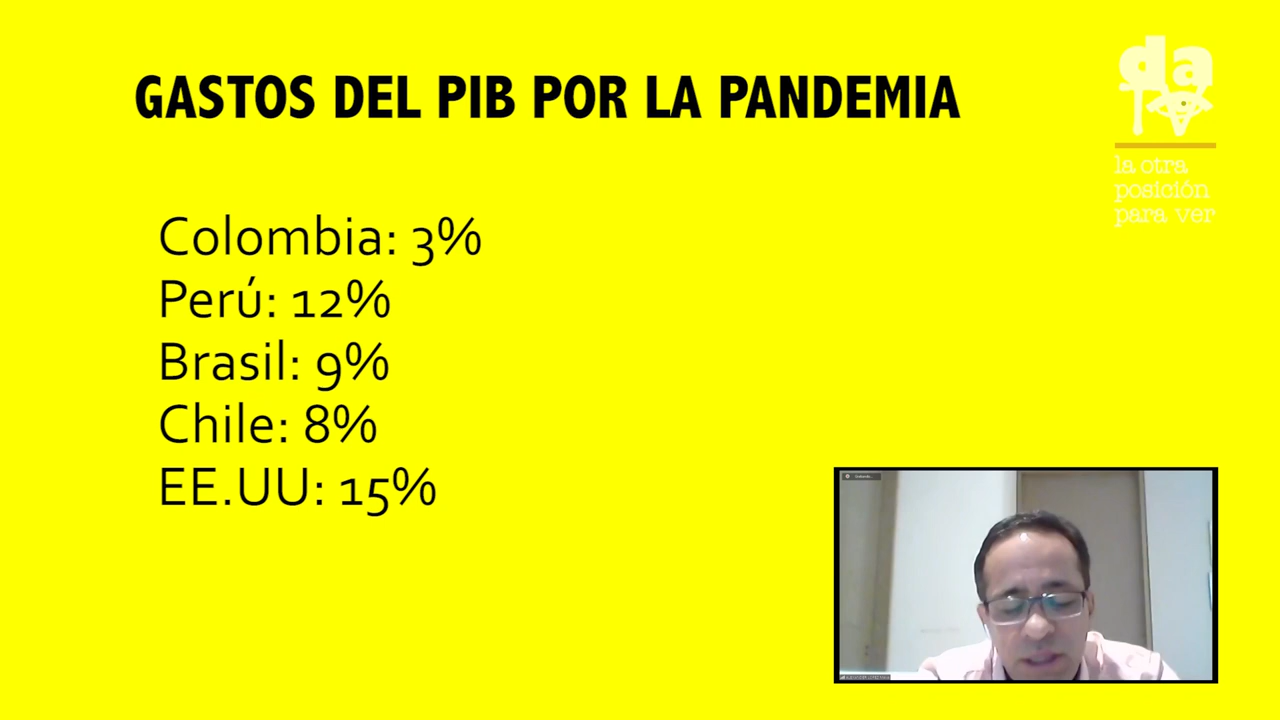 GASTOS DEL PIB POR LA PANDEMIA
da
TV
la otra
posición
para ver
Colombia: 3%
Perú: 12%
Brasil: 9%
Chile: 8%
EE.UU: 15%